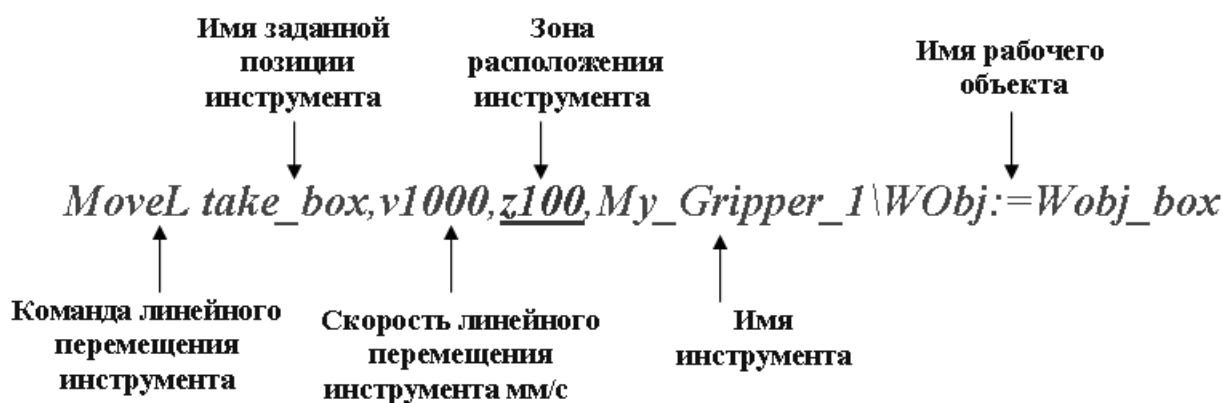 Имя заданной
позиции
инструмента
Зона
расположения
инструмента
Имя рабочего
объекта
MoveL take_box,v1000,z100,My_Gripper_1\WObj:=Wobj_box
Команда линейного
перемещения
инструмента
Скорость линейного
перемещения
инструмента мм/с
Имя
инструмента